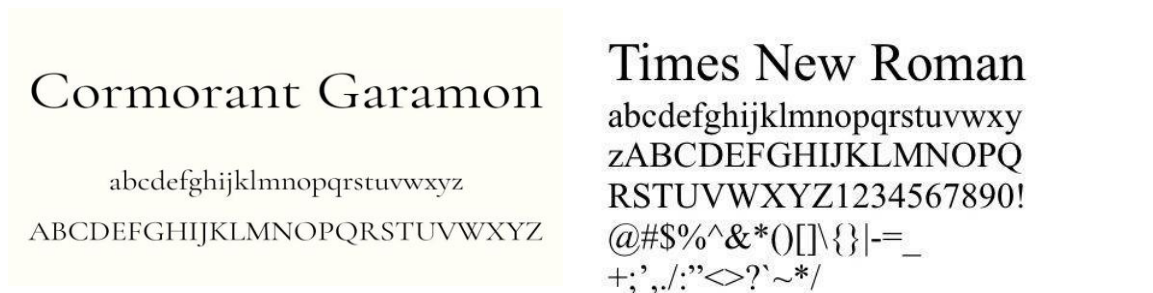 Cormorant Garamon
abcdefghijklmnopqrstuvwxyz
ABCDEFGHIJKLMNOPQRSTUVWXYZ
Times New Roman
abcdefghijklmnopqrstuvwxy
zABCDEFGHIJKLMNOPQ
RSTUVWXYZ1234567890!
@#$%^&*()[]\{}|-=_
+;’,./:”<>?`~*/